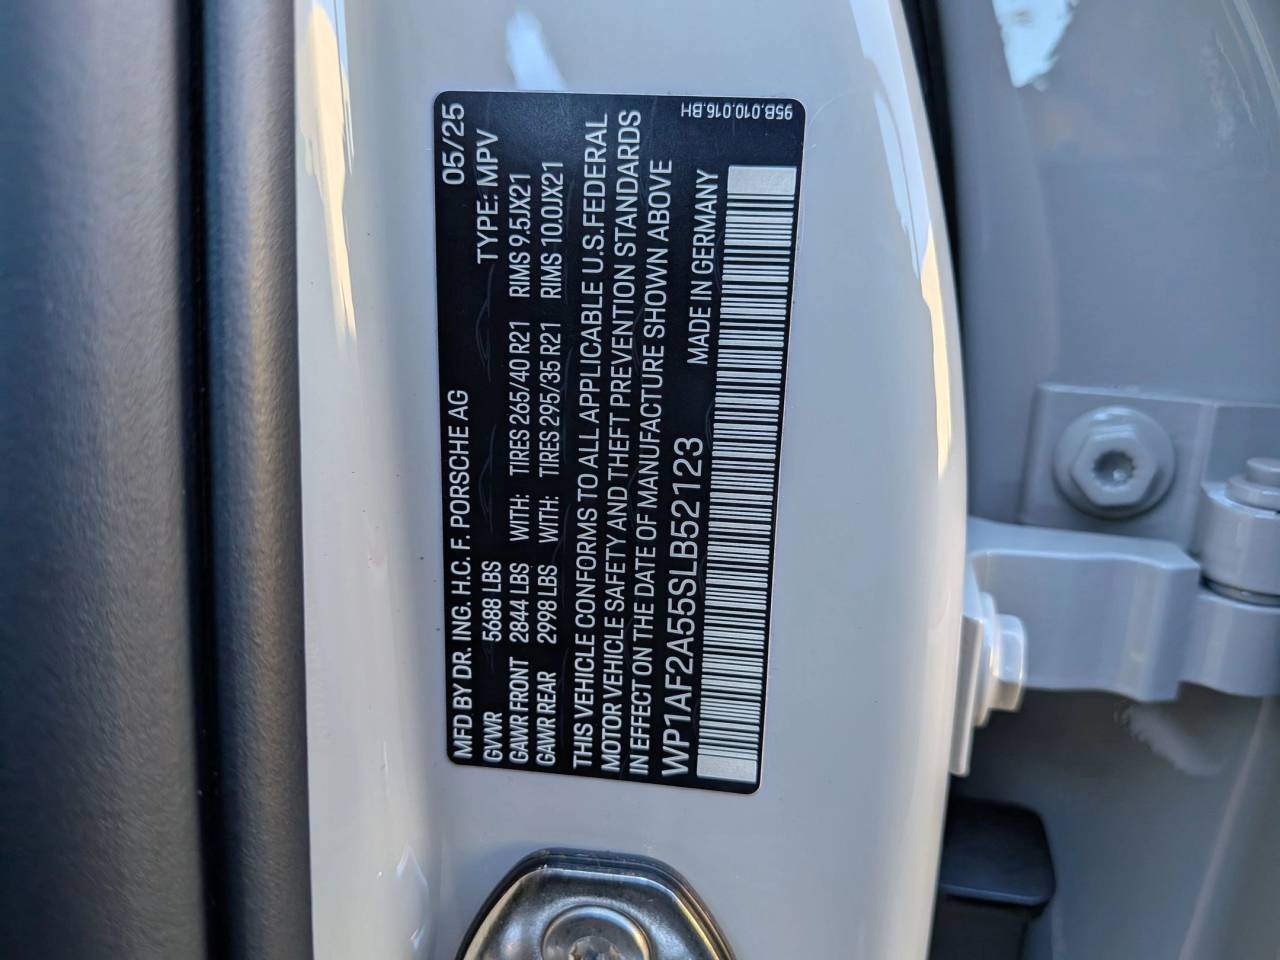 MFD BY DR. ING. H.C. F. PORSCHE AG 05/25
GVWR 5688 LBS TYPE: MPV
GAWR FRONT 2844 LBS WITH: TIRES 265/40 R21 RIMS 9.5JX21
GAWR REAR 2998 LBS WITH: TIRES 295/35 R21 RIMS 10.0JX21
THIS VEHICLE CONFORMS TO ALL APPLICABLE U.S.FEDERAL
MOTOR VEHICLE SAFETY AND THEFT PREVENTION STANDARDS
IN EFFECT ON THE DATE OF MANUFACTURE SHOWN ABOVE
WP1AF2A55SLB52123 MADE IN GERMANY
95B.010.016.BH